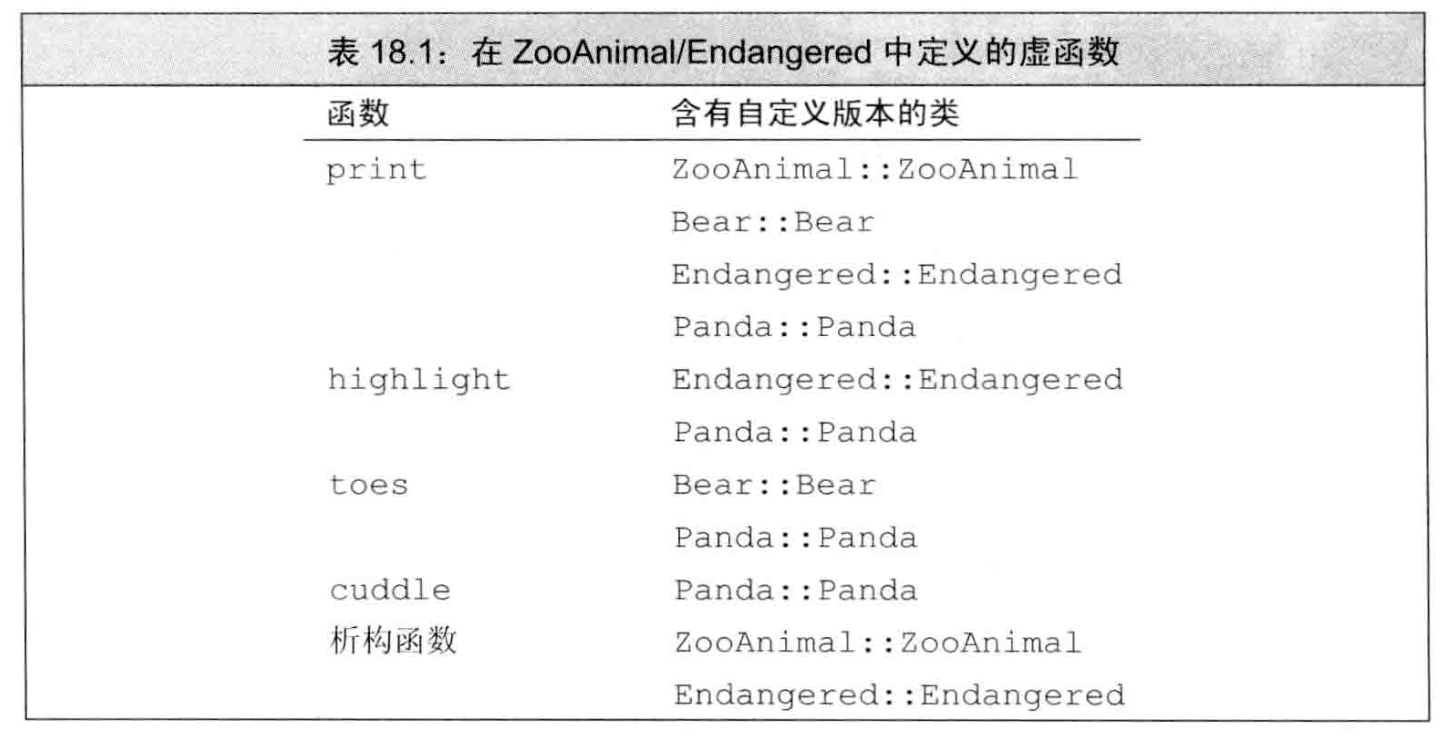 表 18.1：在 ZooAnimal/Endangered 中定义的虚函数
函数 含有自定义版本的类
print ZooAnimal::ZooAnimal
Bear::Bear
Endangered::Endangered
Panda::Panda
highlight Endangered::Endangered
Panda::Panda
toes Bear::Bear
Panda::Panda
cuddle Panda::Panda
析构函数 ZooAnimal::ZooAnimal
Endangered::Endangered